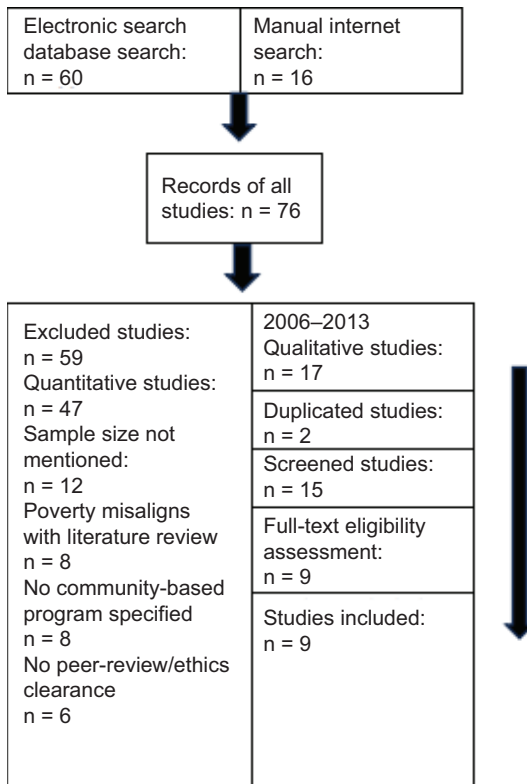 Electronic search
database search:
n = 60
Manual internet
search:
n = 16
Records of all
studies: n = 76
Excluded studies:
n = 59
Quantitative studies:
n = 47
Sample size not
mentioned:
n = 12
Poverty misaligns
with literature review
n = 8
No community-based
program specified
n = 8
No peer-review/ethics
clearance
n = 6
2006–2013
Qualitative studies:
n = 17
Duplicated studies:
n = 2
Screened studies:
n = 15
Full-text eligibility
assessment:
n = 9
Studies included:
n = 9